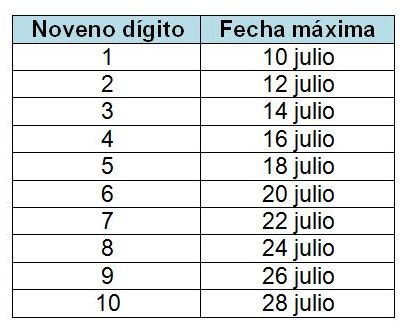 Noveno dígito Fecha máxima
1 10 julio
2 12 julio
3 14 julio
4 16 julio
5 18 julio
6 20 julio
7 22 julio
8 24 julio
9 26 julio
10 28 julio